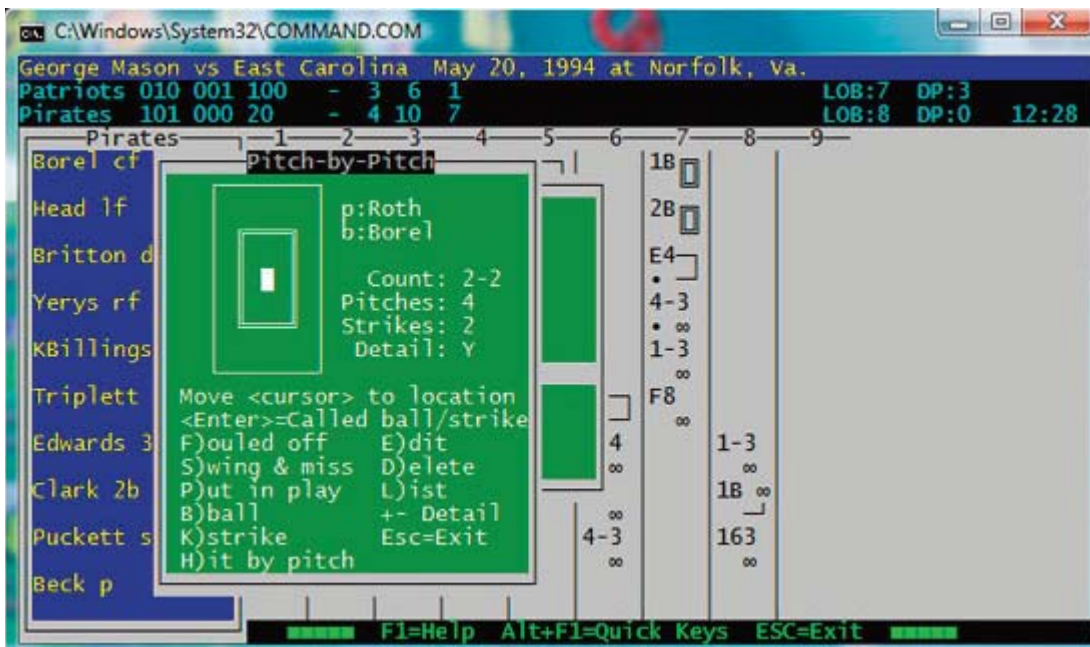 C:\Windows\System32\COMMAND.COM
George Mason vs East Carolina May 20, 1994 at Norfolk, Va.
Patriots 010 001 100 - 3 6 1 LOB:7 DP:3
Pirates 101 000 20 - 4 10 7 LOB:8 DP:0 12:28
Pirates 1 2 3 4 5 6 7 8 9
Borel cf Pitch-by-Pitch 1B
p:Roth
Head lf 2B
b:Borel
Britton d E4
Count: 2-2
Yerys rf Pitches: 4 4-3
Strikes: 2 • ∞
KBillings Detail: Y 1-3
∞
Triplett Move <cursor> to location F8
<Enter>=Called ball/strike ∞
Edwards 3 F)ouled off E)dit 4 1-3
S)wing & miss D)elete ∞ ∞
Clark 2b P)ut in play L)ist 1B ∞
B)ball +- Detail ∞
Puckett s K)strike Esc=Exit 4-3 163
H)it by pitch ∞ ∞
Beck p
F1=Help Alt+F1=Quick Keys ESC=Exit